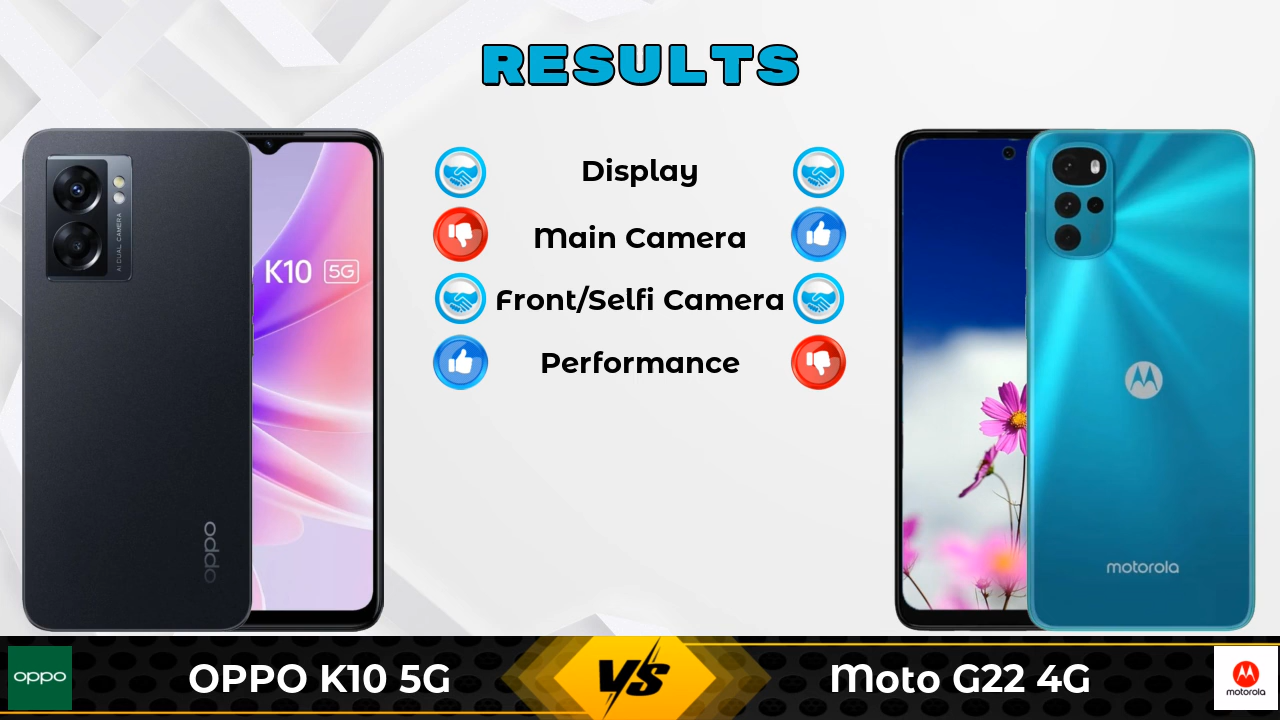 RESULTS
Display
Main Camera
Front/Selfi Camera
Performance
AI DUAL CAMERA
K10 5G
oppo
motorola
oppo
OPPO K10 5G
VS
Moto G22 4G
motorola